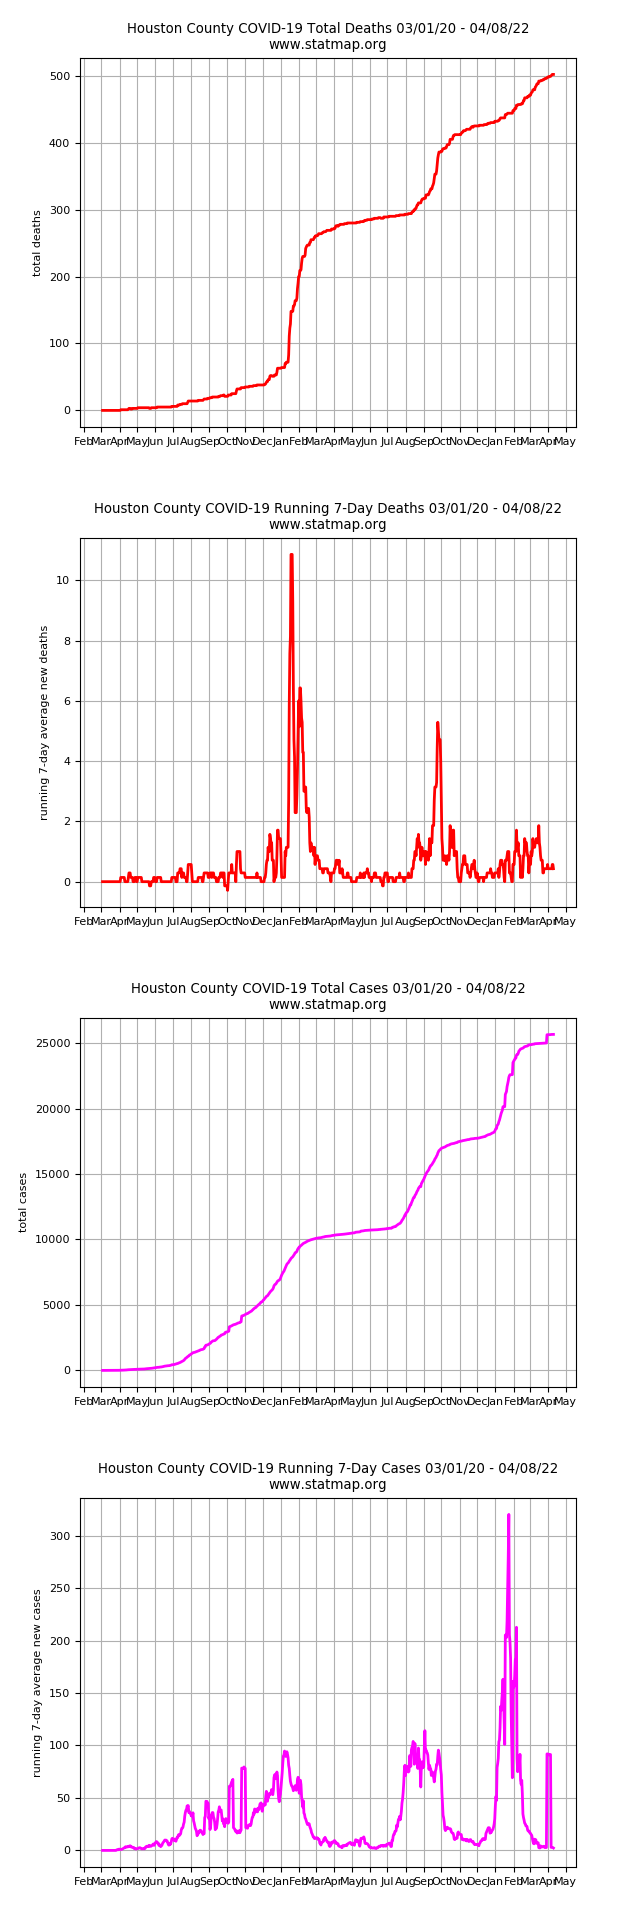 Houston County COVID-19 Total Deaths 03/01/20 - 04/08/22
www.statmap.org
500
400
300
200
100
0
total deaths
Feb Mar Apr May Jun Jul Aug Sep Oct Nov Dec Jan Feb Mar Apr May Jun Jul Aug Sep Oct Nov Dec Jan Feb Mar Apr May
Houston County COVID-19 Running 7-Day Deaths 03/01/20 - 04/08/22
www.statmap.org
10
8
6
4
2
0
running 7-day average new deaths
Feb Mar Apr May Jun Jul Aug Sep Oct Nov Dec Jan Feb Mar Apr May Jun Jul Aug Sep Oct Nov Dec Jan Feb Mar Apr May
Houston County COVID-19 Total Cases 03/01/20 - 04/08/22
www.statmap.org
25000
20000
15000
10000
5000
0
total cases
Feb Mar Apr May Jun Jul Aug Sep Oct Nov Dec Jan Feb Mar Apr May Jun Jul Aug Sep Oct Nov Dec Jan Feb Mar Apr May
Houston County COVID-19 Running 7-Day Cases 03/01/20 - 04/08/22
www.statmap.org
300
250
200
150
100
50
0
running 7-day average new cases
Feb Mar Apr May Jun Jul Aug Sep Oct Nov Dec Jan Feb Mar Apr May Jun Jul Aug Sep Oct Nov Dec Jan Feb Mar Apr May